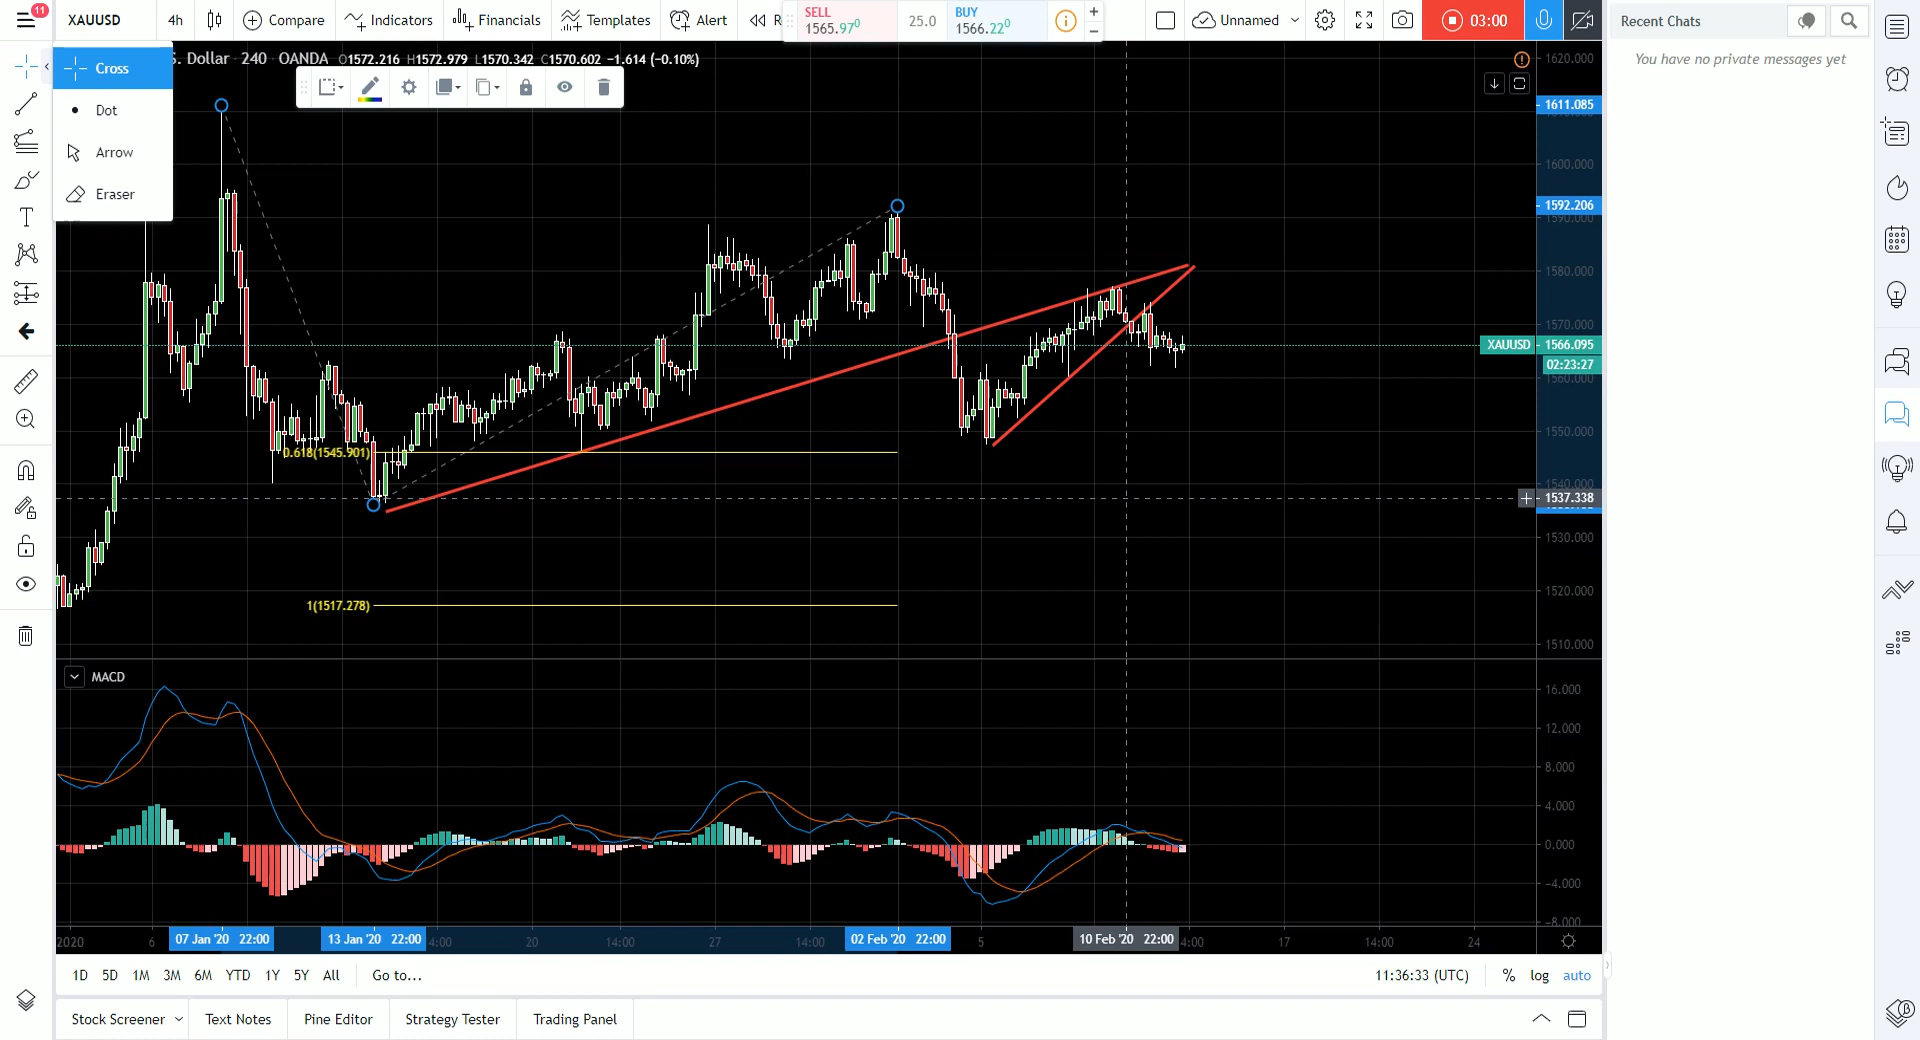 11
XAUUSD
4h
Compare
Indicators
Financials
Templates
Alert
R
SELL
1565.970
25.0
BUY
1566.220
Unnamed
03:00
Recent Chats
You have no private messages yet
Cross
Dot
Arrow
Eraser
S. Dollar · 240 · OANDA O1572.216 H1572.979 L1570.342 C1570.602 −1.614 (−0.10%)
1620.000
1611.085
1600.000
1592.206
1590.000
1580.000
1570.000
XAUUSD 1566.095
02:23:27
1560.000
1550.000
1540.000
1537.338
1530.000
1520.000
1510.000
0.618(1545.901)
1(1517.278)
MACD
16.000
12.000
8.000
4.000
0.000
−4.000
−8.000
2020
6
07 Jan '20 22:00
13 Jan '20 22:00
4:00
20
14:00
27
14:00
02 Feb '20 22:00
5
10 Feb '20 22:00
4:00
17
14:00
24
1D 5D 1M 3M 6M YTD 1Y 5Y All Go to...
11:36:33 (UTC) % log auto
Stock Screener
Text Notes
Pine Editor
Strategy Tester
Trading Panel